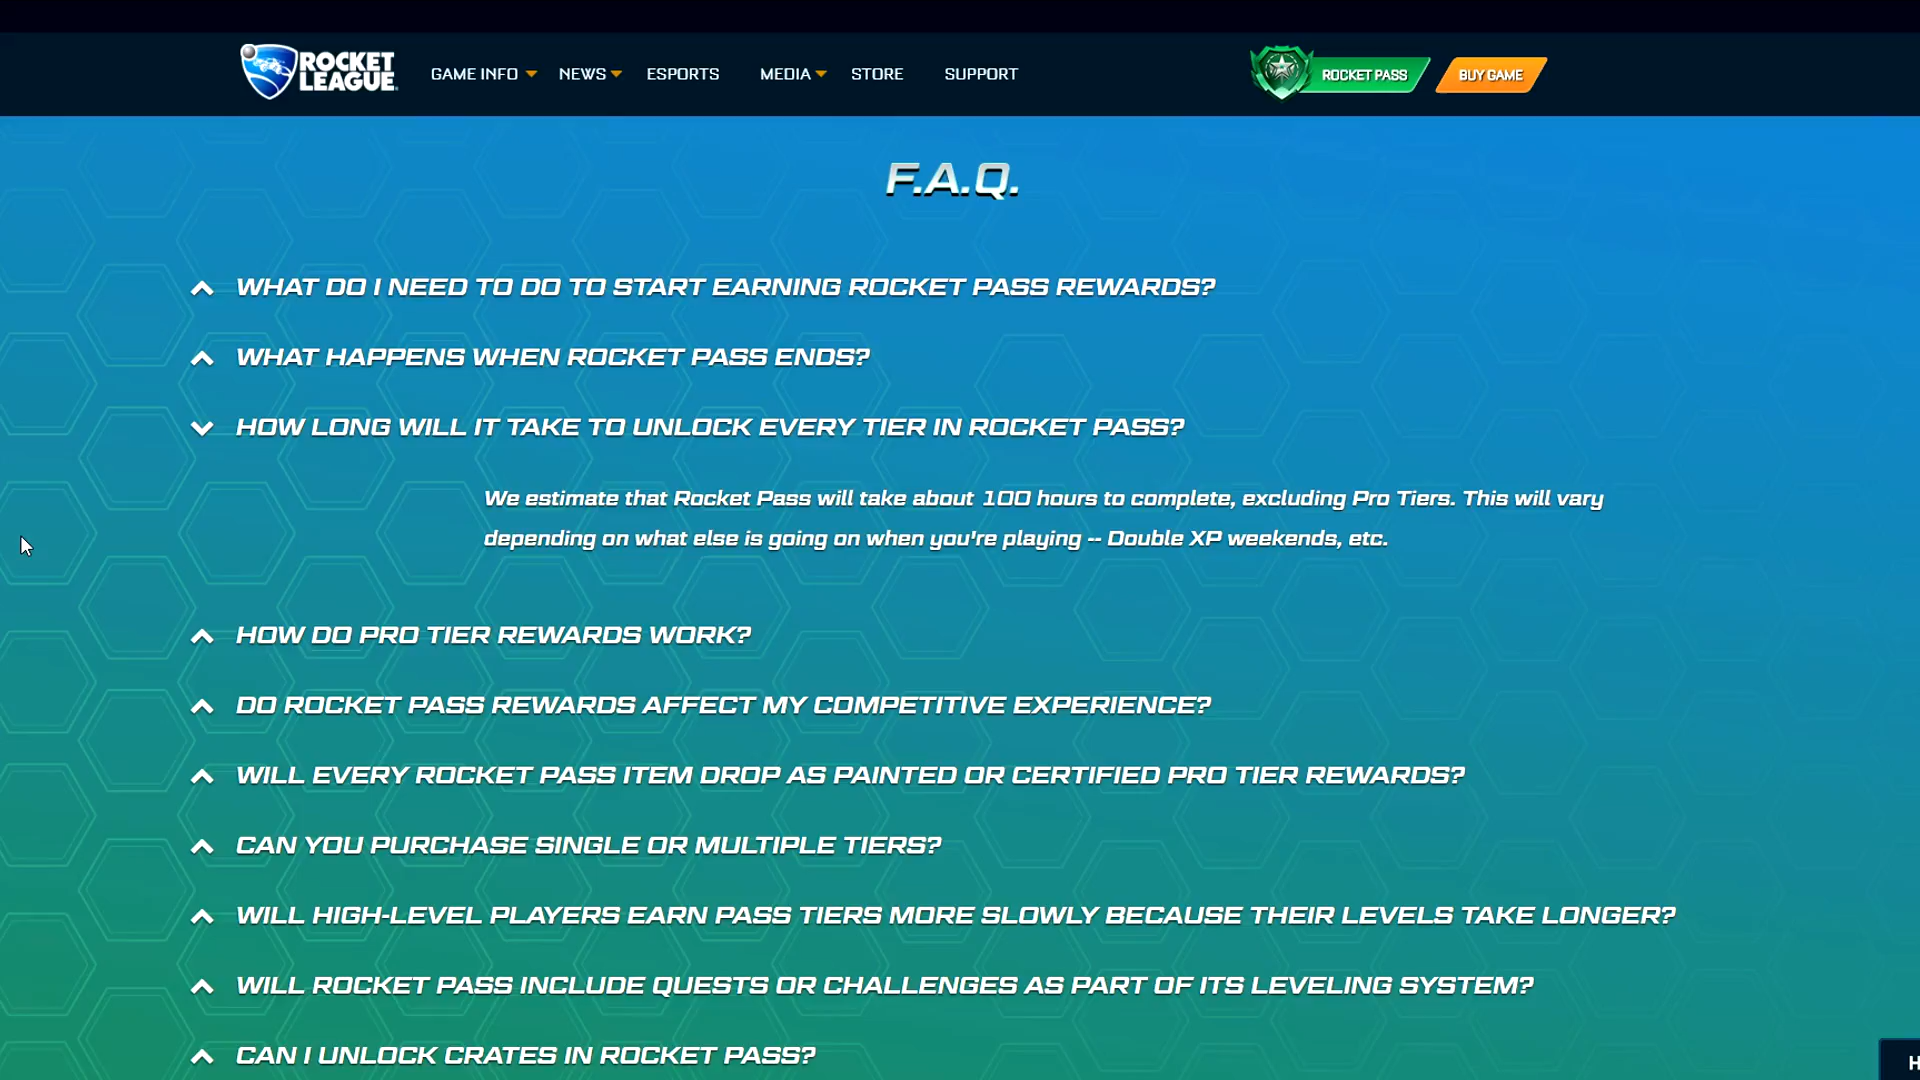 ROCKET
LEAGUE
GAME INFO NEWS ESPORTS MEDIA STORE SUPPORT
ROCKET PASS BUY GAME
F.A.Q.
WHAT DO I NEED TO DO TO START EARNING ROCKET PASS REWARDS?
WHAT HAPPENS WHEN ROCKET PASS ENDS?
HOW LONG WILL IT TAKE TO UNLOCK EVERY TIER IN ROCKET PASS?
We estimate that Rocket Pass will take about 100 hours to complete, excluding Pro Tiers. This will vary
depending on what else is going on when you're playing -- Double XP weekends, etc.
HOW DO PRO TIER REWARDS WORK?
DO ROCKET PASS REWARDS AFFECT MY COMPETITIVE EXPERIENCE?
WILL EVERY ROCKET PASS ITEM DROP AS PAINTED OR CERTIFIED PRO TIER REWARDS?
CAN YOU PURCHASE SINGLE OR MULTIPLE TIERS?
WILL HIGH-LEVEL PLAYERS EARN PASS TIERS MORE SLOWLY BECAUSE THEIR LEVELS TAKE LONGER?
WILL ROCKET PASS INCLUDE QUESTS OR CHALLENGES AS PART OF ITS LEVELING SYSTEM?
CAN I UNLOCK CRATES IN ROCKET PASS?